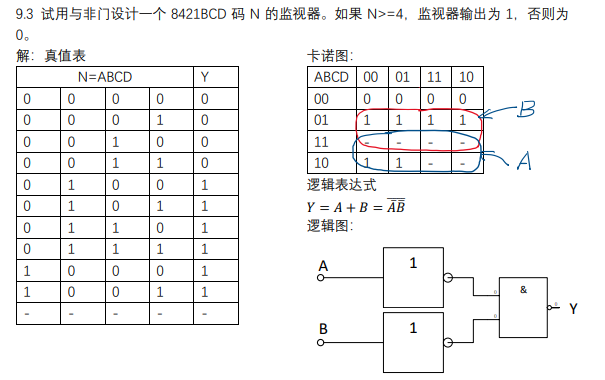 9.3 试用与非门设计一个 8421BCD 码 N 的监视器。如果 N>=4，监视器输出为 1，否则为
0。
解：真值表
N=ABCD Y
0 0 0 0 0
0 0 0 1 0
0 0 1 0 0
0 0 1 1 0
0 1 0 0 1
0 1 0 1 1
0 1 1 0 1
0 1 1 1 1
1 0 0 0 1
1 0 0 1 1
- - - - -
卡诺图：
ABCD 00 01 11 10
00 0 0 0 0
01 1 1 1 1
11 - - - -
10 1 1 - -
B
A
逻辑表达式
Y = A + B = \overline{\overline{A}\,\overline{B}}
逻辑图：
A
1
B
1
&
Y